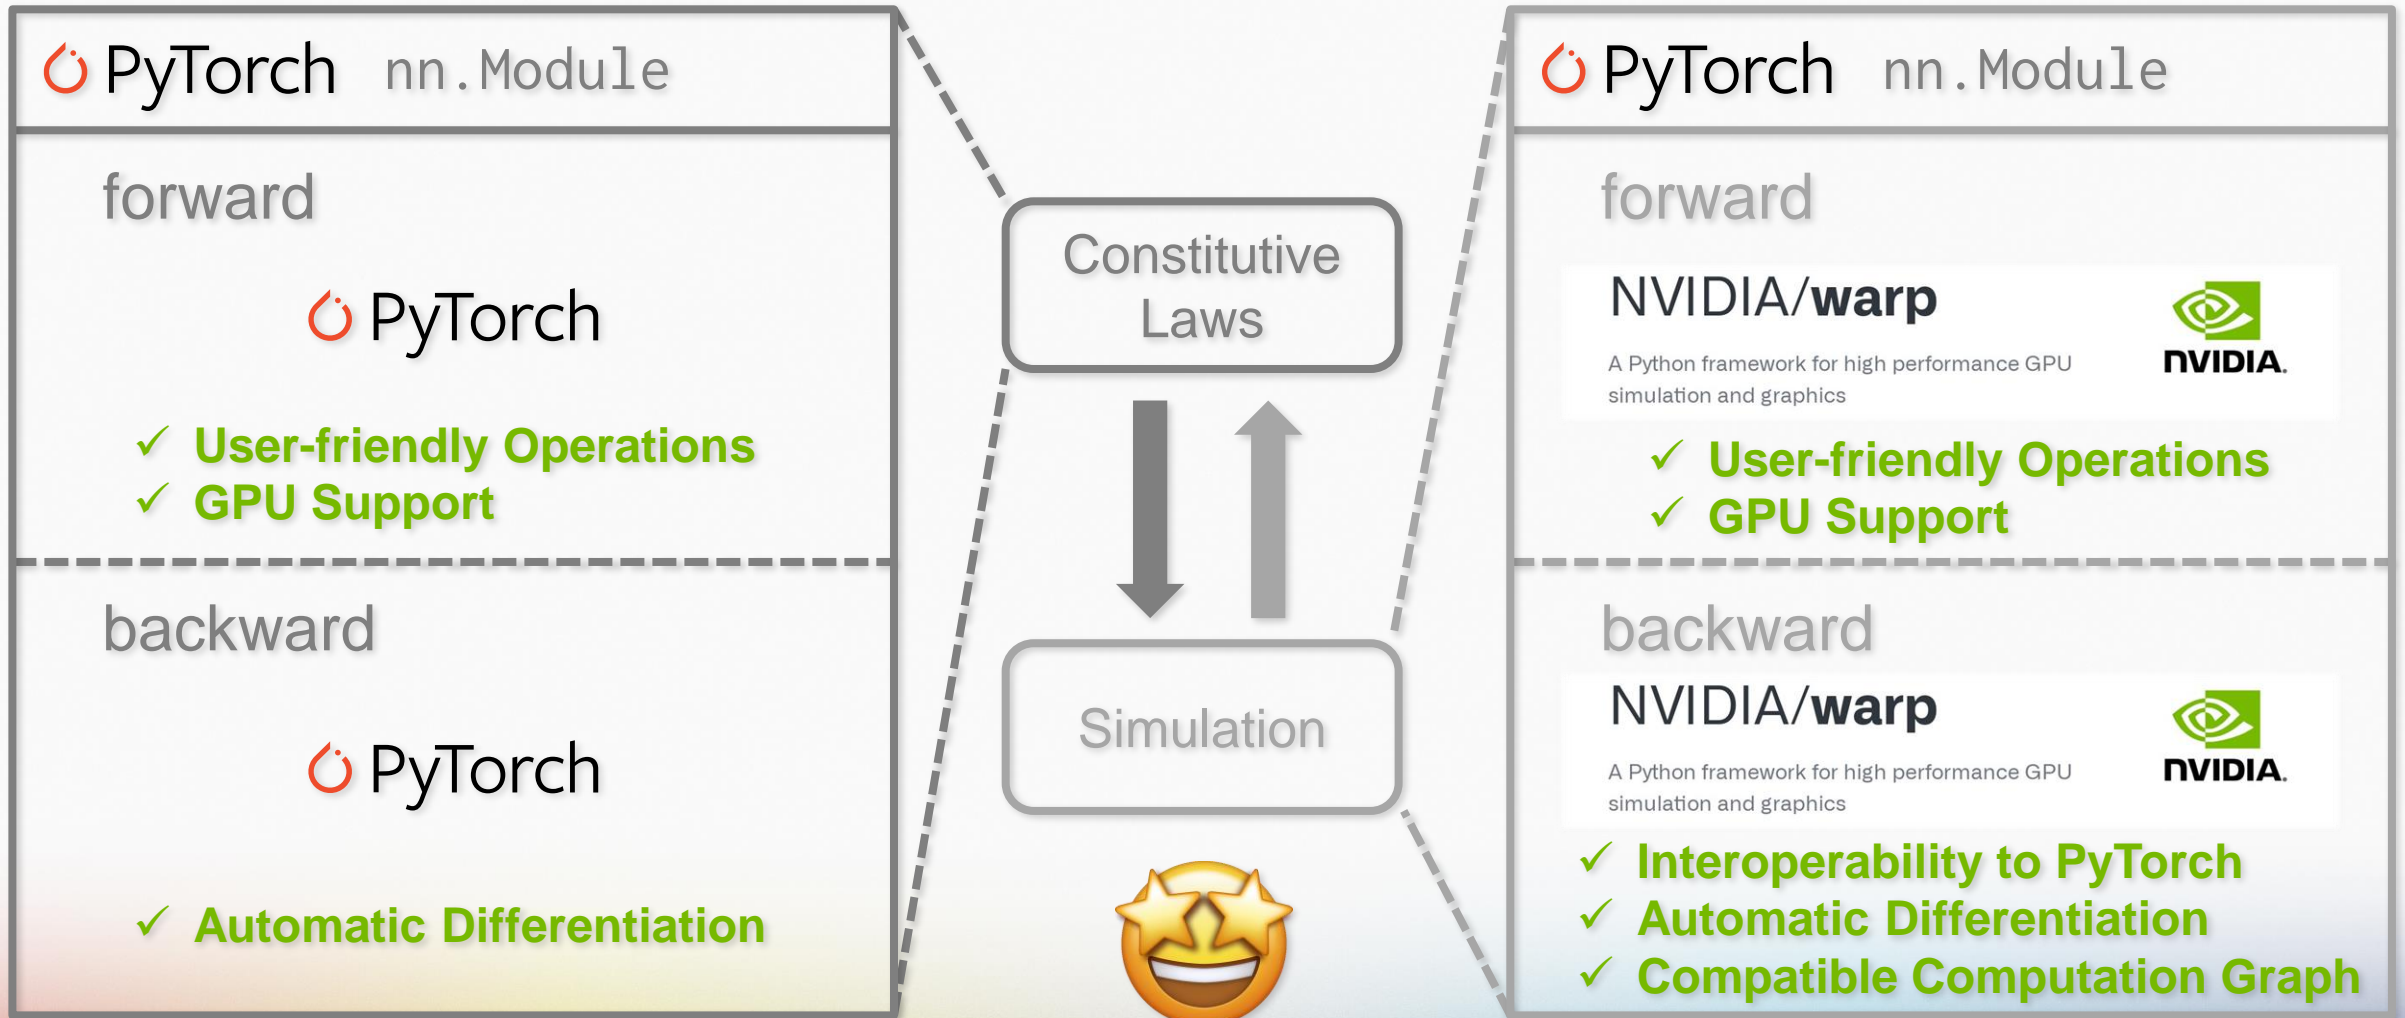 PyTorch nn.Module
forward
PyTorch
✓ User-friendly Operations
✓ GPU Support
backward
PyTorch
✓ Automatic Differentiation
Constitutive
Laws
Simulation
PyTorch nn.Module
forward
NVIDIA/warp
A Python framework for high performance GPU
simulation and graphics
NVIDIA.
✓ User-friendly Operations
✓ GPU Support
backward
NVIDIA/warp
A Python framework for high performance GPU
simulation and graphics
NVIDIA.
✓ Interoperability to PyTorch
✓ Automatic Differentiation
✓ Compatible Computation Graph